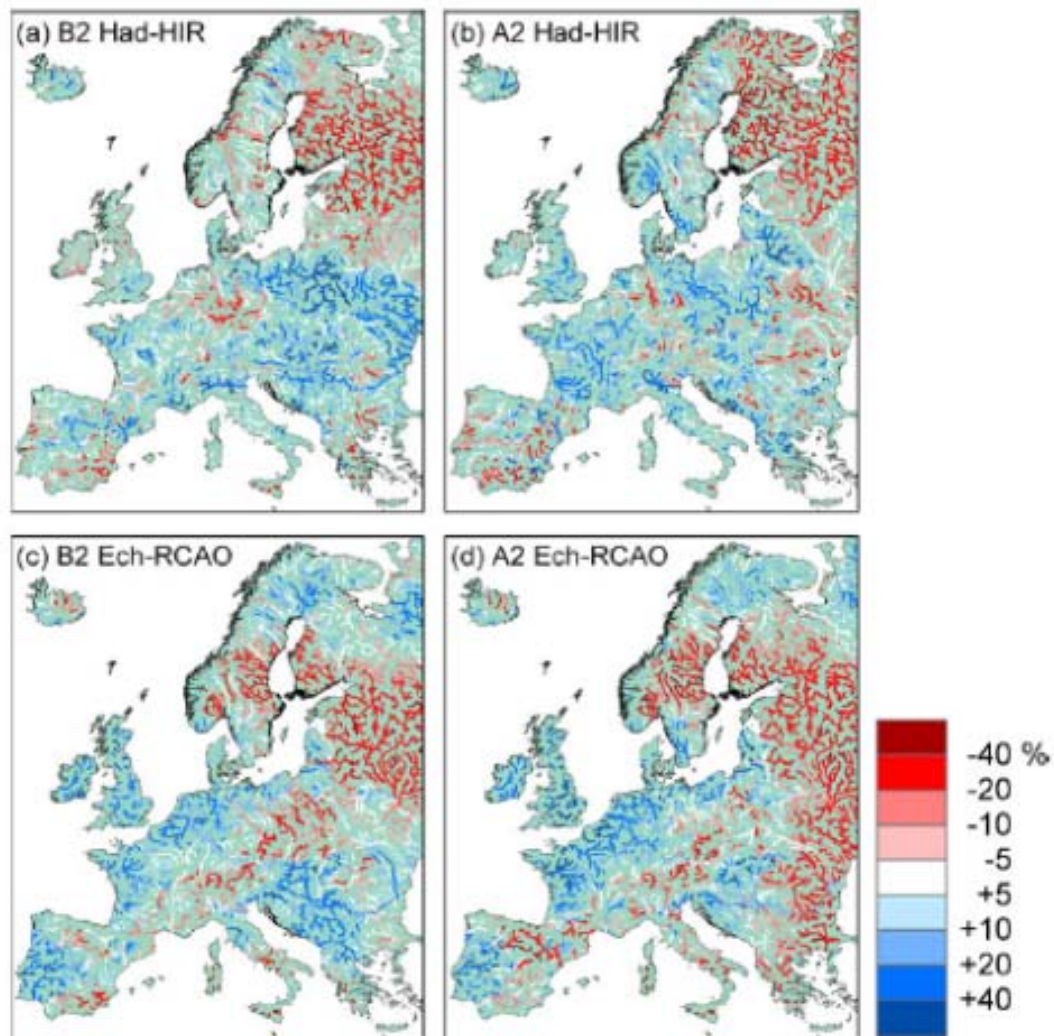 (a) B2 Had-HIR
(b) A2 Had-HIR
(c) B2 Ech-RCAO
(d) A2 Ech-RCAO
-40 %
-20
-10
-5
+5
+10
+20
+40